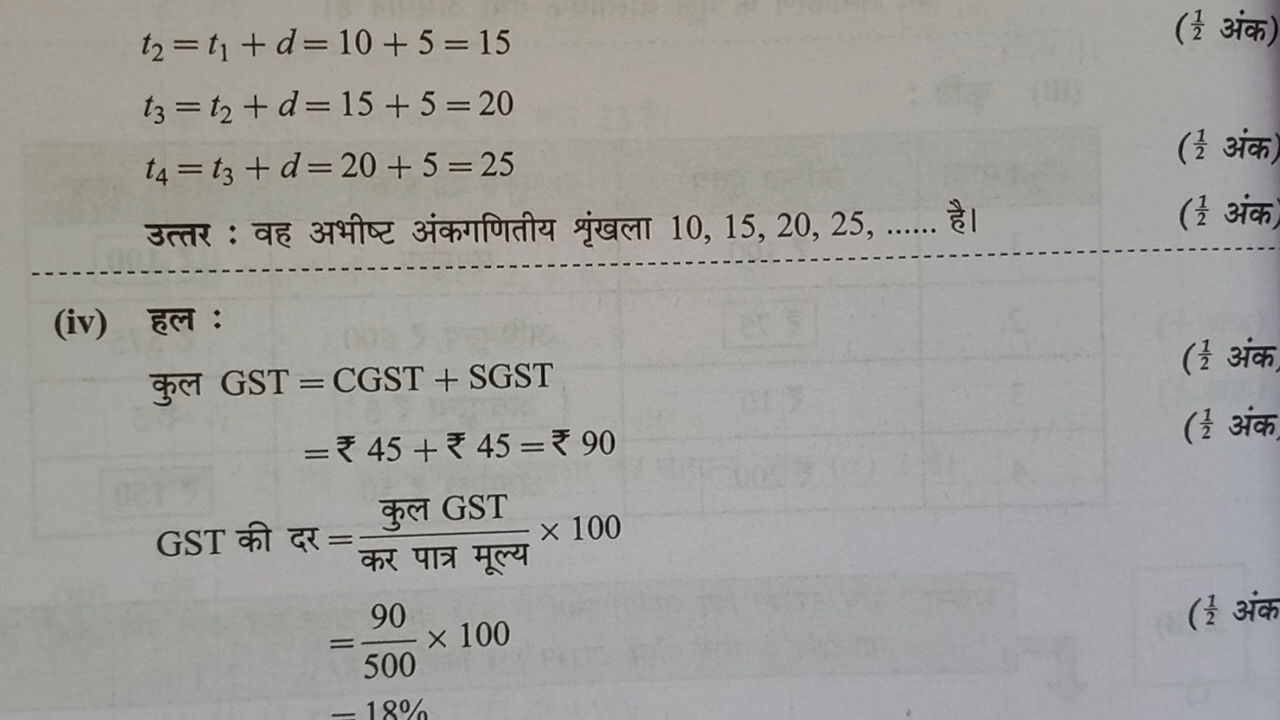 t₂ = t₁ + d = 10 + 5 = 15 (½ अंक)
t₃ = t₂ + d = 15 + 5 = 20
t₄ = t₃ + d = 20 + 5 = 25 (½ अंक)
उत्तर : वह अभीष्ट अंकगणितीय शृंखला 10, 15, 20, 25, ...... है। (½ अंक)
(iv) हल :
कुल GST = CGST + SGST (½ अंक
= ₹ 45 + ₹ 45 = ₹ 90 (½ अंक
GST की दर = कुल GST / कर पात्र मूल्य × 100
= 90 / 500 × 100 (½ अंक
= 18%